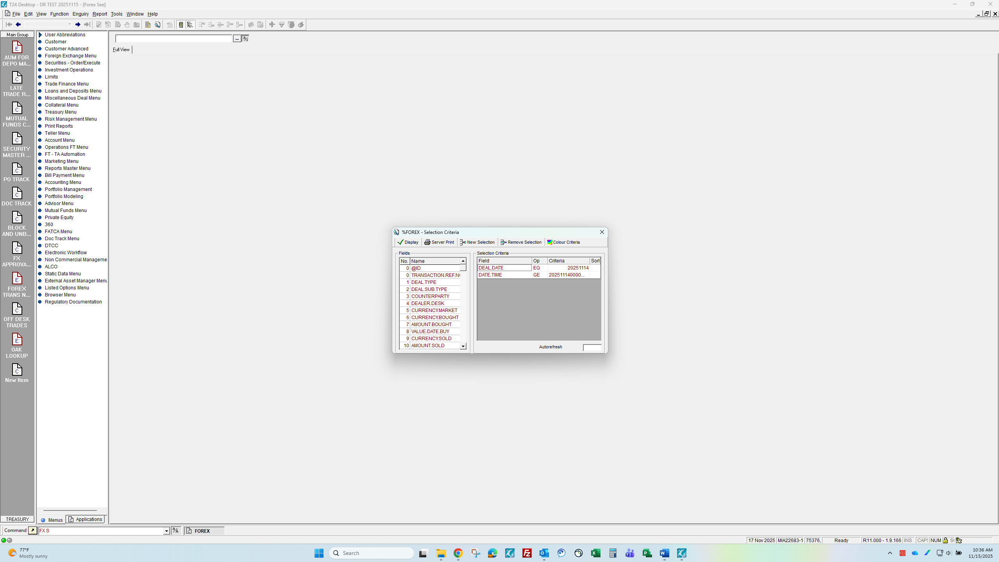 T24 Desktop - DR TEST 20251115 - [Forex See]
File Edit View Function Enquiry Report Tools Window Help
Main Group
AUM FOR
DEPO MA...
LATE
TRADE R...
MUTUAL
FUNDS C...
SECURITY
MASTER ...
PO TRACK
DOC TRACK
BLOCK
AND UNB...
FX
APPROVA...
FOREX
TRANS N...
OFF DESK
TRADES
OAK
LOOKUP
New Item
TREASURY
User Abbreviations
Customer
Customer Advanced
Foreign Exchange Menu
Securities - Order/Execute
Investment Operations
Limits
Trade Finance Menu
Loans and Deposits Menu
Miscellaneous Deal Menu
Collateral Menu
Treasury Menu
Risk Management Menu
Print Reports
Teller Menu
Account Menu
Operations FT Menu
FT - TA Automation
Marketing Menu
Reports Master Menu
Bill Payment Menu
Accounting Menu
Portfolio Management
Portfolio Modeling
Advisor Menu
Mutual Funds Menu
Private Equity
360
FATCA Menu
Doc Track Menu
DTCC
Electronic Workflow
Non Commercial Manageme
ALCO
Static Data Menu
External Asset Manager Menu
Listed Options Menu
Browser Menu
Regulatory Documentation
Menus Applications
...
Full View
%FOREX - Selection Criteria
Display Server Print New Selection Remove Selection Colour Criteria
Fields
No. Name
0 @ID
0 TRANSACTION.REF.N
1 DEAL.TYPE
2 DEAL.SUB.TYPE
3 COUNTERPARTY
4 DEALER.DESK
5 CURRENCY.MARKET
6 CURRENCY.BOUGHT
7 AMOUNT.BOUGHT
8 VALUE.DATE.BUY
9 CURRENCY.SOLD
10 AMOUNT.SOLD
Selection Criteria
Field Op Criteria Sort
DEAL.DATE EQ 20251114
DATE.TIME GE 202511140000...
Autorefresh
Command FX S FOREX
17 Nov 2025 MIA22683-1 75376, Ready R11.000 - 1.9.166 INS CAP NUM
77°F
Mostly sunny
Search
10:36 AM
11/15/2025